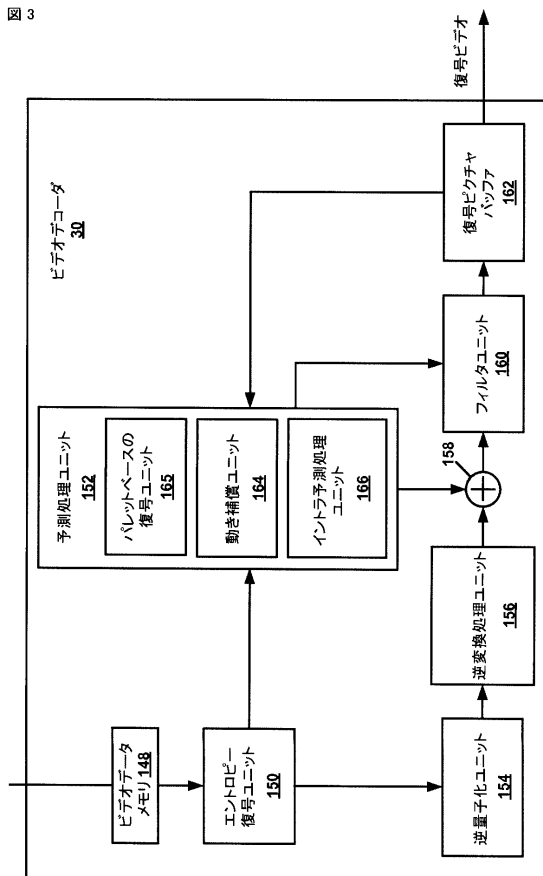 図 3
ビデオデコーダ
30
ビデオデータ
メモリ 148
エントロピー
復号ユニット
150
予測処理ユニット
152
パレットベースの
復号ユニット
165
動き補償ユニット
164
イントラ予測処理
ユニット
166
逆量子化ユニット
154
逆変換処理ユニット
156
158
フィルタユニット
160
復号ピクチャ
バッファ
162
復号ビデオ